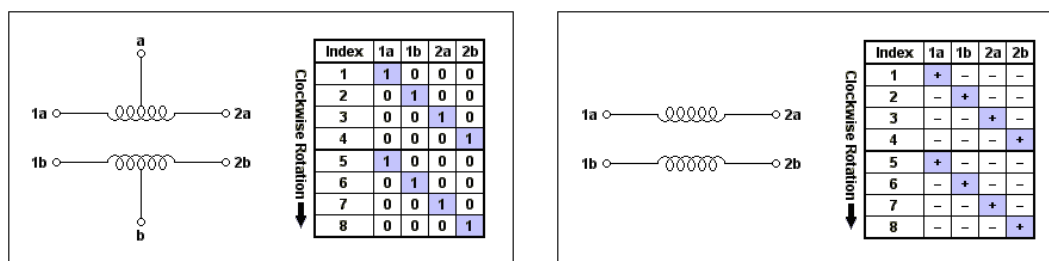 a
1a 2a
1b 2b
b
Clockwise Rotation
Index 1a 1b 2a 2b
1 1 0 0 0
2 0 1 0 0
3 0 0 1 0
4 0 0 0 1
5 1 0 0 0
6 0 1 0 0
7 0 0 1 0
8 0 0 0 1
1a 2a
1b 2b
Clockwise Rotation
Index 1a 1b 2a 2b
1 + – – –
2 – + – –
3 – – + –
4 – – – +
5 + – – –
6 – + – –
7 – – + –
8 – – – +